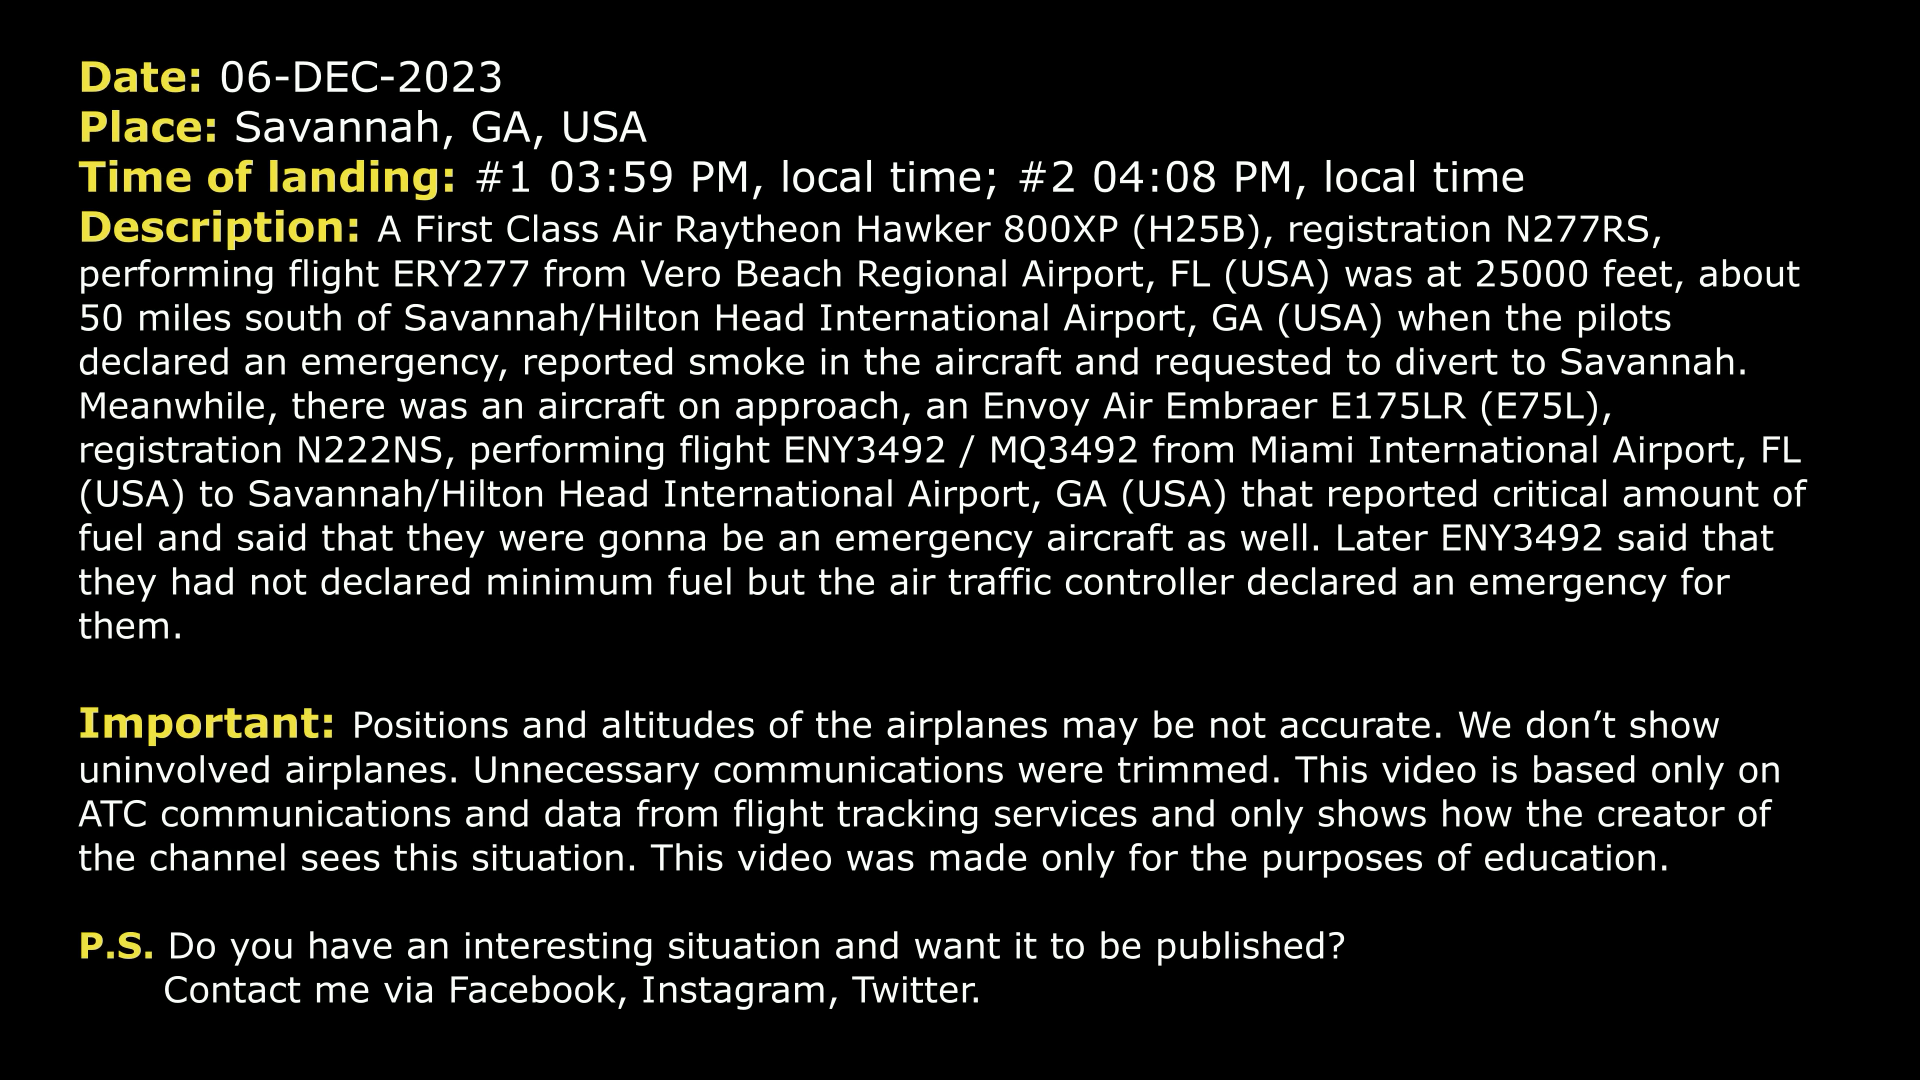 Date: 06-DEC-2023
Place: Savannah, GA, USA
Time of landing: #1 03:59 PM, local time; #2 04:08 PM, local time
Description: A First Class Air Raytheon Hawker 800XP (H25B), registration N277RS,
performing flight ERY277 from Vero Beach Regional Airport, FL (USA) was at 25000 feet, about
50 miles south of Savannah/Hilton Head International Airport, GA (USA) when the pilots
declared an emergency, reported smoke in the aircraft and requested to divert to Savannah.
Meanwhile, there was an aircraft on approach, an Envoy Air Embraer E175LR (E75L),
registration N222NS, performing flight ENY3492 / MQ3492 from Miami International Airport, FL
(USA) to Savannah/Hilton Head International Airport, GA (USA) that reported critical amount of
fuel and said that they were gonna be an emergency aircraft as well. Later ENY3492 said that
they had not declared minimum fuel but the air traffic controller declared an emergency for
them.
Important: Positions and altitudes of the airplanes may be not accurate. We don’t show
uninvolved airplanes. Unnecessary communications were trimmed. This video is based only on
ATC communications and data from flight tracking services and only shows how the creator of
the channel sees this situation. This video was made only for the purposes of education.
P.S. Do you have an interesting situation and want it to be published?
Contact me via Facebook, Instagram, Twitter.